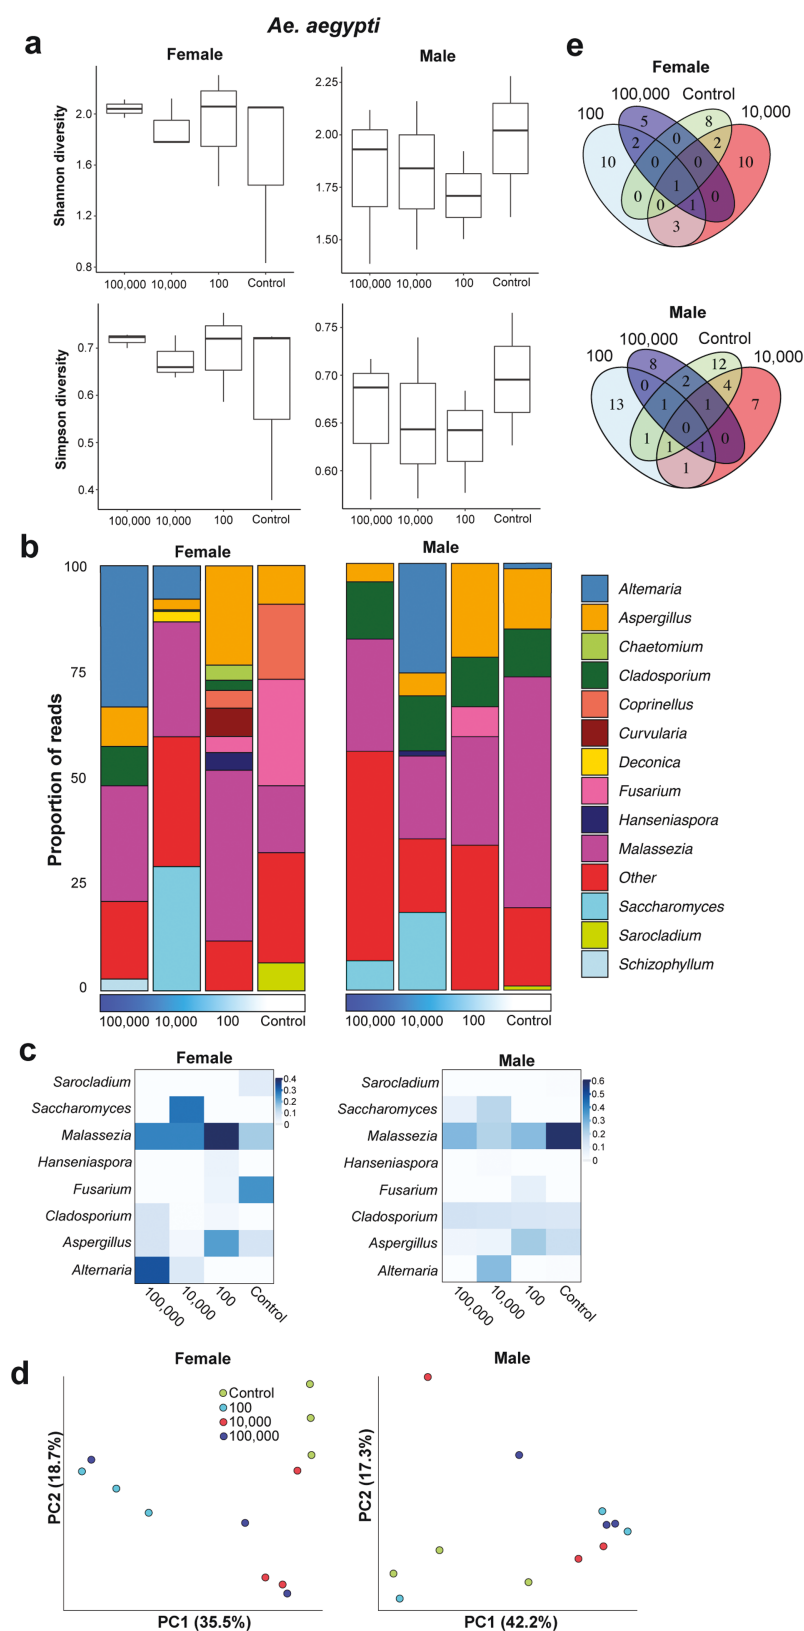 Ae. aegypti
a
Female
Male
Shannon diversity
2.0
1.6
1.2
0.8
100,000 10,000 100 Control
2.25
2.00
1.75
1.50
100,000 10,000 100 Control
Simpson diversity
0.7
0.6
0.5
0.4
100,000 10,000 100 Control
0.75
0.70
0.65
0.60
100,000 10,000 100 Control
e
Female
100 100,000 Control 10,000
5 8
2 0 2
10 0 0 10
1
0 0 1 0
3
Male
100 100,000 Control 10,000
8 12
0 2 4
13 1 1 7
0
1 1 1 0
1
b
Female
Male
Proportion of reads
100
75
50
25
0
100,000 10,000 100 Control
100,000 10,000 100 Control
Alternaria
Aspergillus
Chaetomium
Cladosporium
Coprinellus
Curvularia
Deconica
Fusarium
Hanseniaspora
Malassezia
Other
Saccharomyces
Sarocladium
Schizophyllum
c
Female
Sarocladium
Saccharomyces
Malassezia
Hanseniaspora
Fusarium
Cladosporium
Aspergillus
Alternaria
100,000 10,000 100 Control
0.4
0.3
0.2
0.1
0
Male
Sarocladium
Saccharomyces
Malassezia
Hanseniaspora
Fusarium
Cladosporium
Aspergillus
Alternaria
100,000 10,000 100 Control
0.6
0.5
0.4
0.3
0.2
0.1
0
d
Female
Control
100
10,000
100,000
PC2 (18.7%)
PC1 (35.5%)
Male
PC2 (17.3%)
PC1 (42.2%)